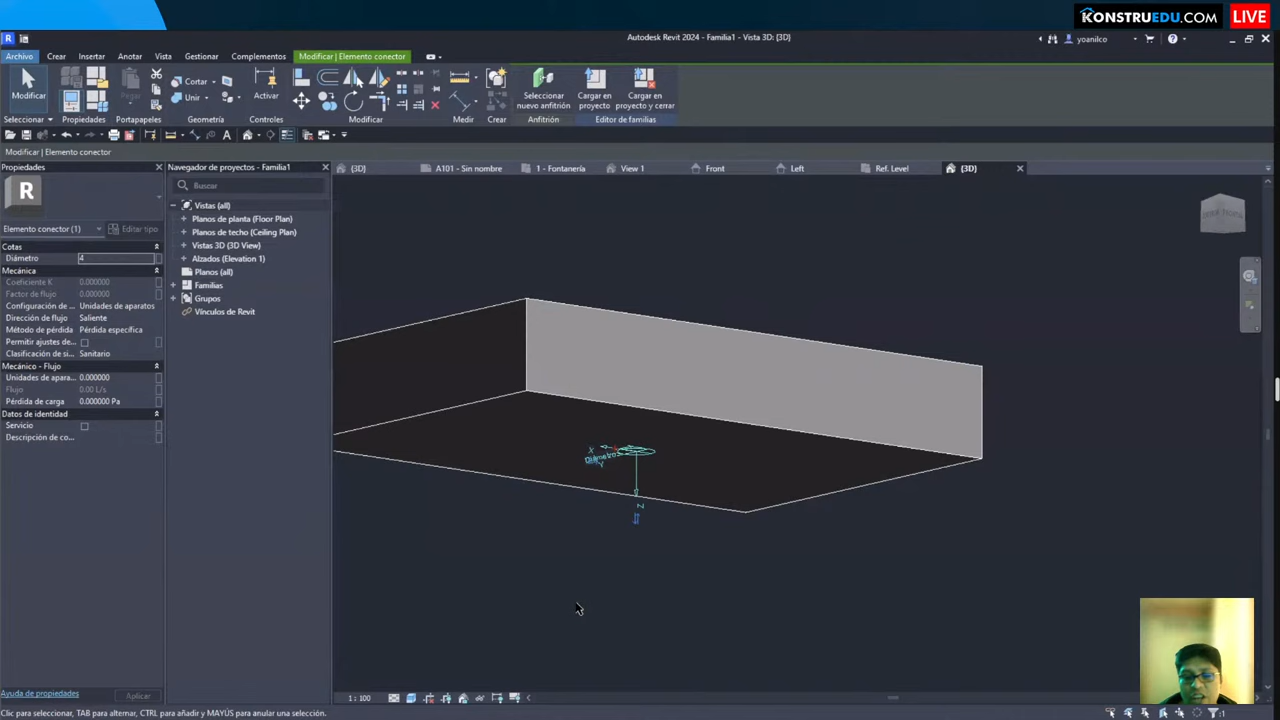 KONSTRUEDU.COM LIVE
Autodesk Revit 2024 - Familia1 - Vista 3D: {3D}
yoanilco
Archivo Crear Insertar Anotar Vista Gestionar Complementos Modificar | Elemento conector
Modificar Pegar Cortar Unir Activar Seleccionar nuevo anfitrión Cargar en proyecto Cargar en proyecto y cerrar
Seleccionar Propiedades Portapapeles Geometría Controles Modificar Medir Crear Anfitrión Editor de familias
Modificar | Elemento conector
Propiedades
Navegador de proyectos - Familia1
{3D} A101 - Sin nombre 1 - Fontanería View 1 Front Left Ref. Level {3D}
R
Buscar
Elemento conector (1) Editar tipo
Cotas
Diámetro 4
Mecánica
Coeficiente K 0.000000
Factor de flujo 0.000000
Configuración de ... Unidades de aparatos
Dirección de flujo Saliente
Método de pérdida Pérdida específica
Permitir ajustes de...
Clasificación de si... Sanitario
Mecánico - Flujo
Unidades de apara... 0.000000
Flujo 0.00 L/s
Pérdida de carga 0.000000 Pa
Datos de identidad
Servicio
Descripción de co...
Vistas (all)
Planos de planta (Floor Plan)
Planos de techo (Ceiling Plan)
Vistas 3D (3D View)
Alzados (Elevation 1)
Planos (all)
Familias
Grupos
Vínculos de Revit
X
Diámetro
Y
Z
Ayuda de propiedades Aplicar
1 : 100
Clic para seleccionar, TAB para alternar, CTRL para añadir y MAYÚS para anular una selección.
:1